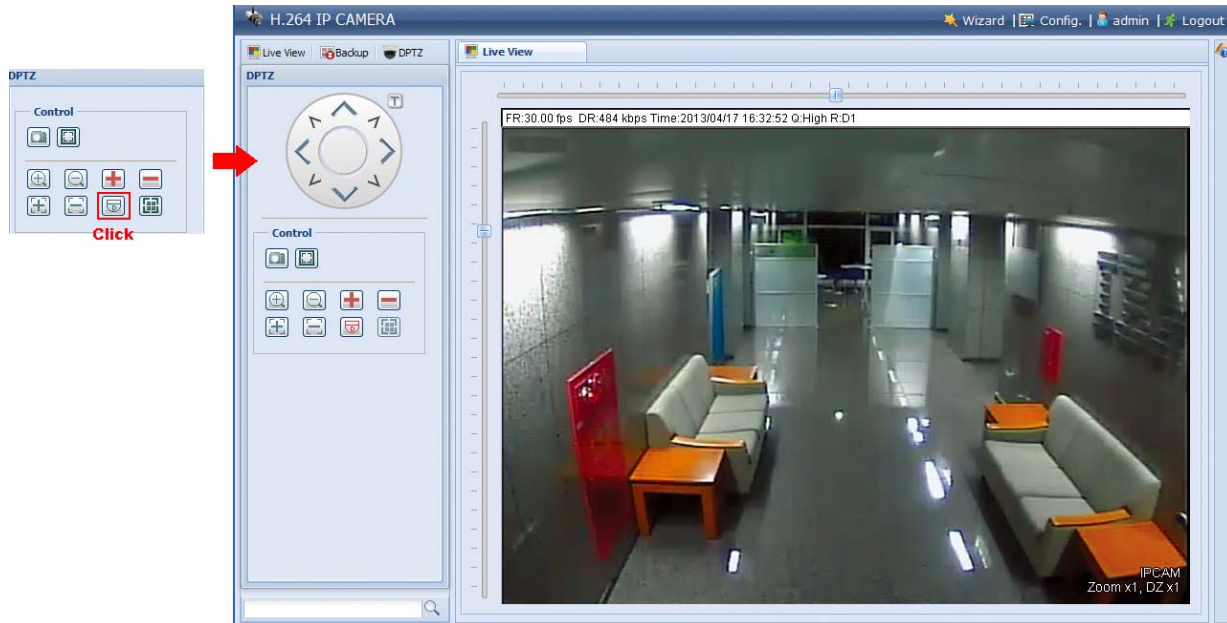 DPTZ
Control
Click
H.264 IP CAMERA
Wizard | Config. | admin | Logout
Live View Backup DPTZ
DPTZ
T
Control
Live View
FR:30.00 fps DR:484 kbps Time:2013/04/17 16:32:52 Q:High R:D1
IPCAM
Zoom x1, DZ x1